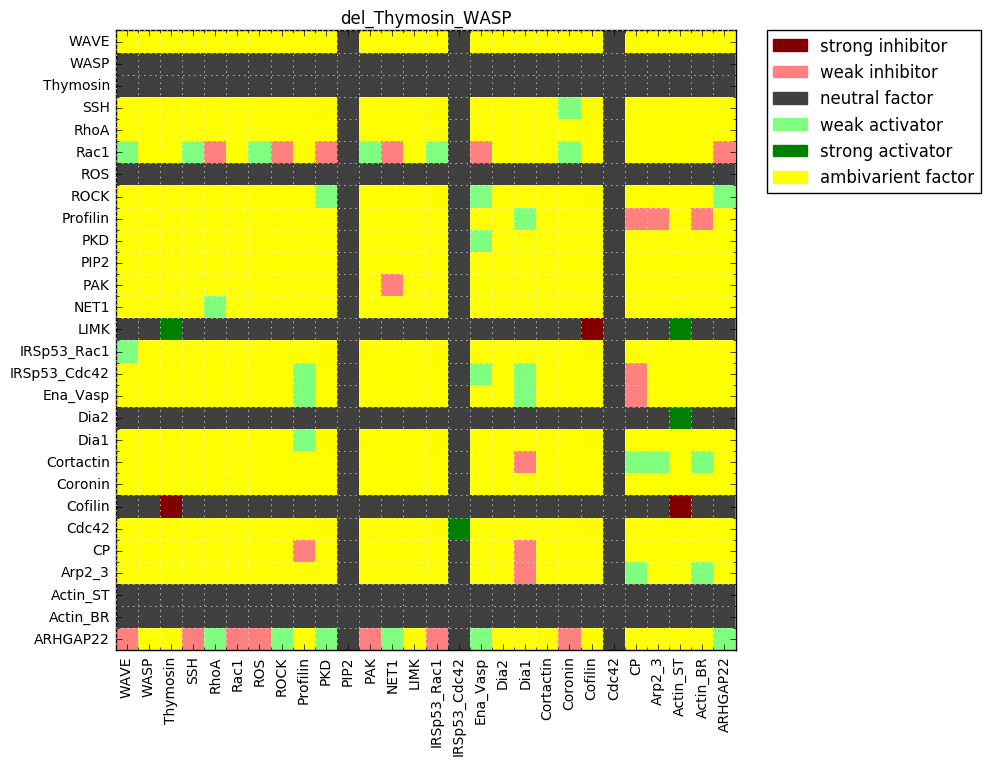 del_Thymosin_WASP
WAVE
WASP
Thymosin
SSH
RhoA
Rac1
ROS
ROCK
Profilin
PKD
PIP2
PAK
NET1
LIMK
IRSp53_Rac1
IRSp53_Cdc42
Ena_Vasp
Dia2
Dia1
Cortactin
Coronin
Cofilin
Cdc42
CP
Arp2_3
Actin_ST
Actin_BR
ARHGAP22
WAVE
WASP
Thymosin
SSH
RhoA
Rac1
ROS
ROCK
Profilin
PKD
PIP2
PAK
NET1
LIMK
IRSp53_Rac1
IRSp53_Cdc42
Ena_Vasp
Dia2
Dia1
Cortactin
Coronin
Cofilin
Cdc42
CP
Arp2_3
Actin_ST
Actin_BR
ARHGAP22
strong inhibitor
weak inhibitor
neutral factor
weak activator
strong activator
ambivarient factor